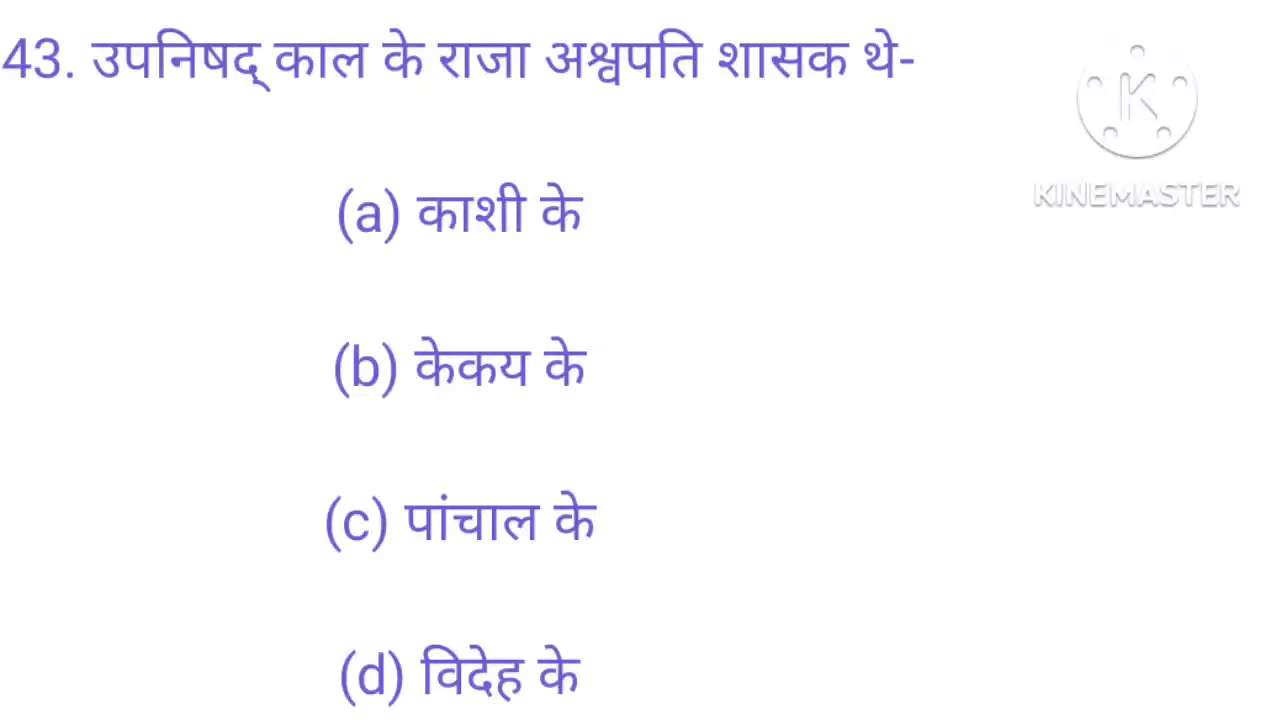 43. उपनिषद् काल के राजा अश्वपति शासक थे-
KINEMASTER
(a) काशी के
(b) केकय के
(c) पांचाल के
(d) विदेह के